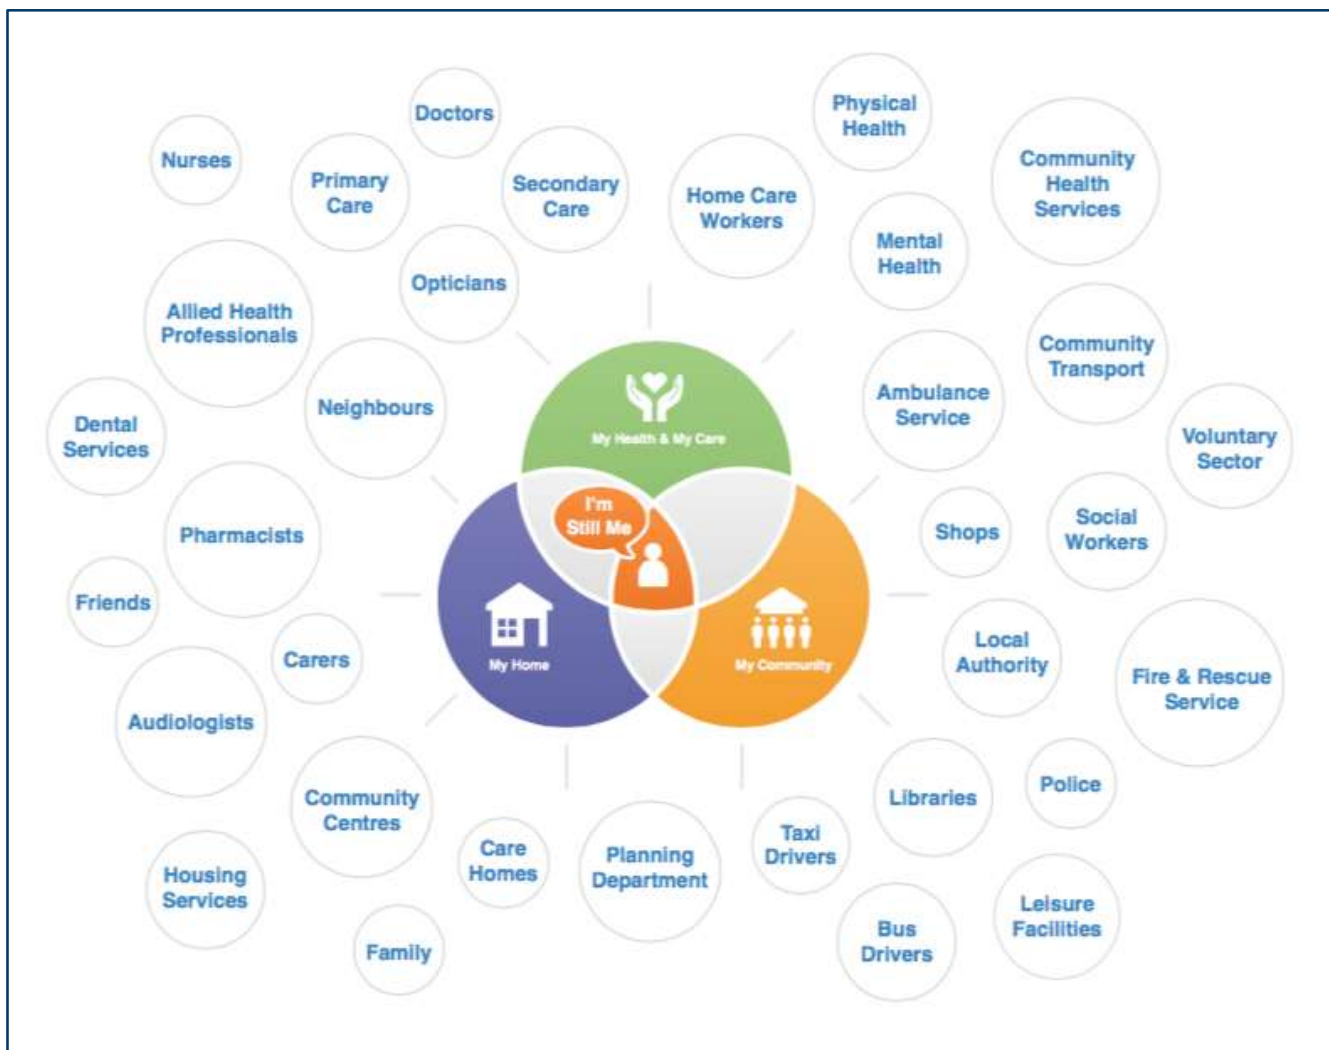 Doctors
Physical
Health
Nurses
Primary
Care
Secondary
Care
Home Care
Workers
Community
Health
Services
Mental
Health
Opticians
Allied Health
Professionals
Community
Transport
Neighbours
Ambulance
Service
Dental
Services
Voluntary
Sector
My Health & My Care
I'm
Still Me
Pharmacists
Shops
Social
Workers
Friends
Carers
My Home
My Community
Local
Authority
Fire & Rescue
Service
Audiologists
Community
Centres
Libraries
Police
Care
Homes
Planning
Department
Taxi
Drivers
Housing
Services
Leisure
Facilities
Family
Bus
Drivers